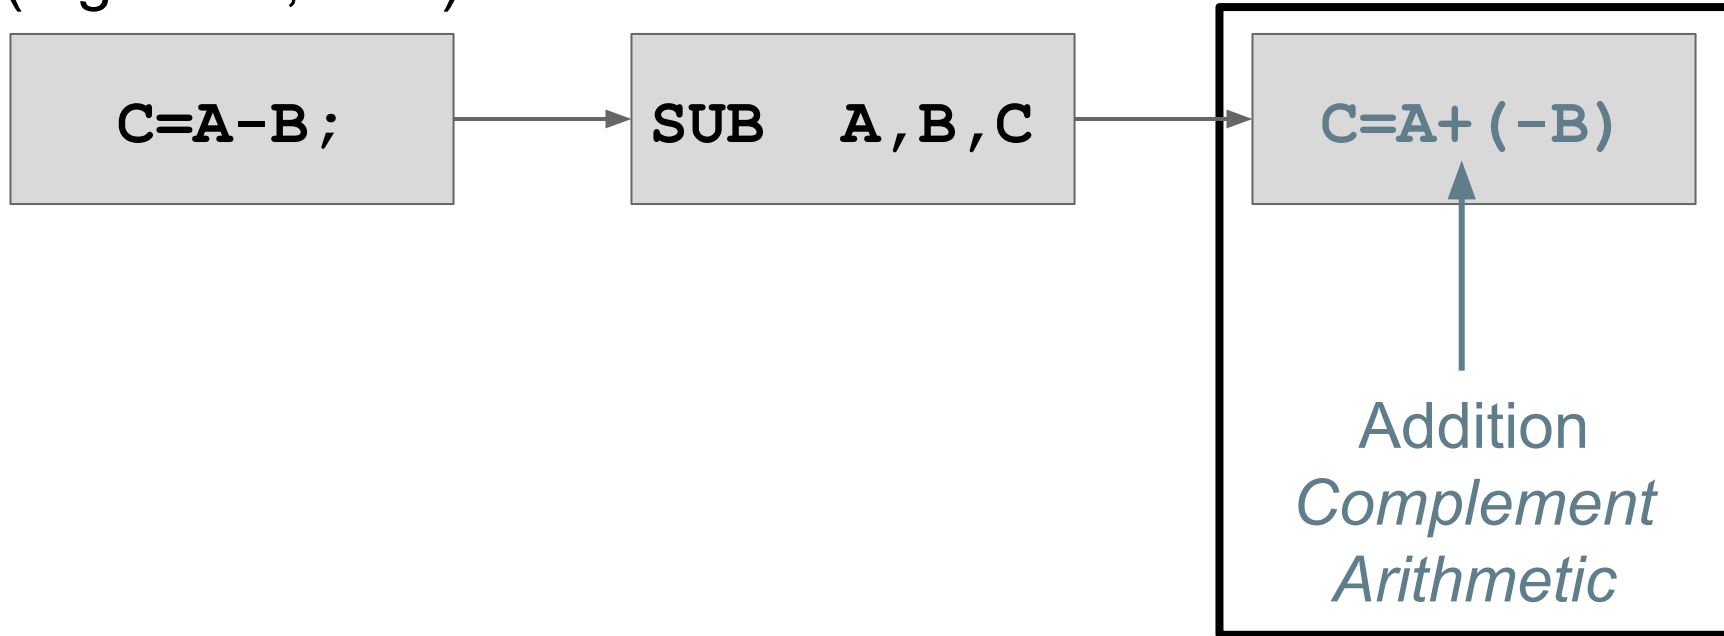 C=A-B;
SUB A,B,C
C=A+(-B)
Addition
Complement
Arithmetic